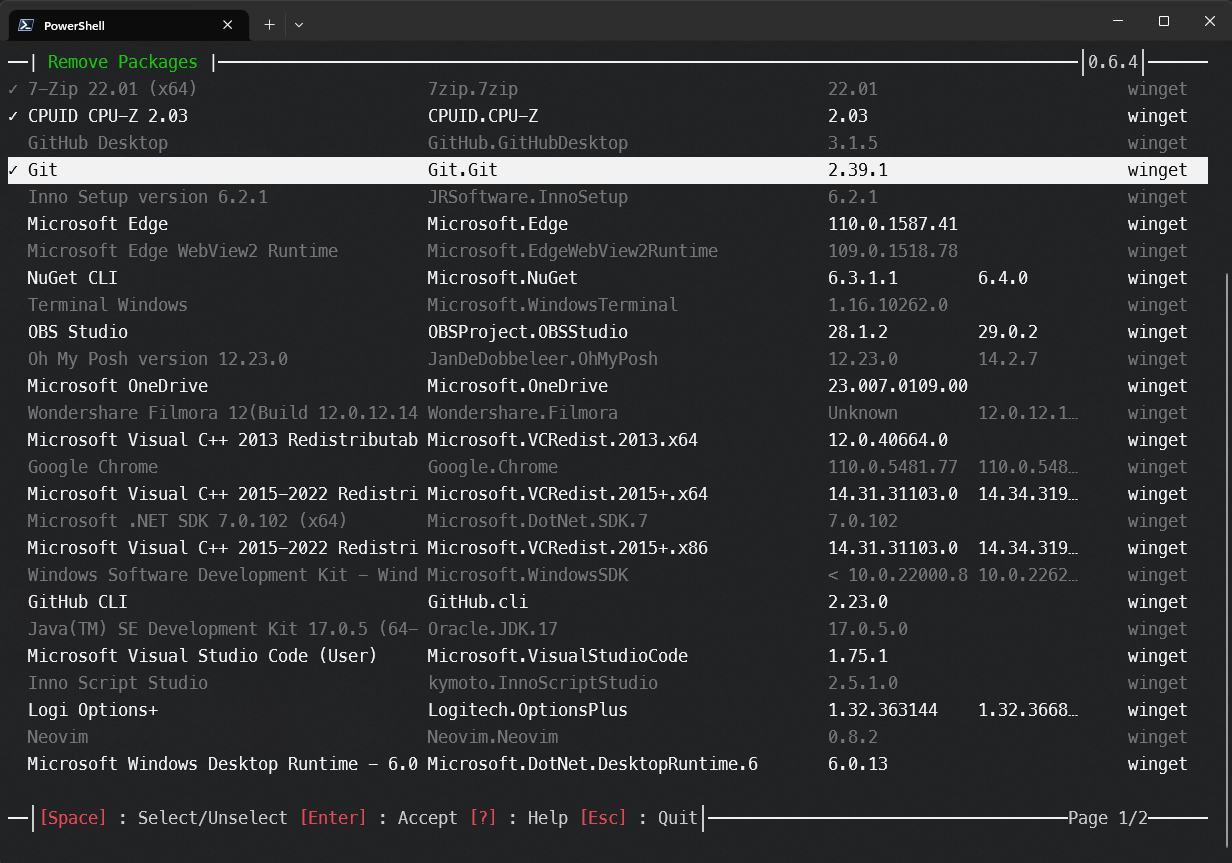 PowerShell
Remove Packages 0.6.4
✓ 7-Zip 22.01 (x64) 7zip.7zip 22.01 winget
✓ CPUID CPU-Z 2.03 CPUID.CPU-Z 2.03 winget
GitHub Desktop GitHub.GitHubDesktop 3.1.5 winget
✓ Git Git.Git 2.39.1 winget
Inno Setup version 6.2.1 JRSoftware.InnoSetup 6.2.1 winget
Microsoft Edge Microsoft.Edge 110.0.1587.41 winget
Microsoft Edge WebView2 Runtime Microsoft.EdgeWebView2Runtime 109.0.1518.78 winget
NuGet CLI Microsoft.NuGet 6.3.1.1 6.4.0 winget
Terminal Windows Microsoft.WindowsTerminal 1.16.10262.0 winget
OBS Studio OBSProject.OBSStudio 28.1.2 29.0.2 winget
Oh My Posh version 12.23.0 JanDeDobbeleer.OhMyPosh 12.23.0 14.2.7 winget
Microsoft OneDrive Microsoft.OneDrive 23.007.0109.00 winget
Wondershare Filmora 12(Build 12.0.12.14 Wondershare.Filmora Unknown 12.0.12.1… winget
Microsoft Visual C++ 2013 Redistributab Microsoft.VCRedist.2013.x64 12.0.40664.0 winget
Google Chrome Google.Chrome 110.0.5481.77 110.0.548… winget
Microsoft Visual C++ 2015-2022 Redistri Microsoft.VCRedist.2015+.x64 14.31.31103.0 14.34.319… winget
Microsoft .NET SDK 7.0.102 (x64) Microsoft.DotNet.SDK.7 7.0.102 winget
Microsoft Visual C++ 2015-2022 Redistri Microsoft.VCRedist.2015+.x86 14.31.31103.0 14.34.319… winget
Windows Software Development Kit - Wind Microsoft.WindowsSDK < 10.0.22000.8 10.0.2262… winget
GitHub CLI GitHub.cli 2.23.0 winget
Java(TM) SE Development Kit 17.0.5 (64- Oracle.JDK.17 17.0.5.0 winget
Microsoft Visual Studio Code (User) Microsoft.VisualStudioCode 1.75.1 winget
Inno Script Studio kymoto.InnoScriptStudio 2.5.1.0 winget
Logi Options+ Logitech.OptionsPlus 1.32.363144 1.32.3668… winget
Neovim Neovim.Neovim 0.8.2 winget
Microsoft Windows Desktop Runtime - 6.0 Microsoft.DotNet.DesktopRuntime.6 6.0.13 winget
[Space] : Select/Unselect [Enter] : Accept [?] : Help [Esc] : Quit Page 1/2